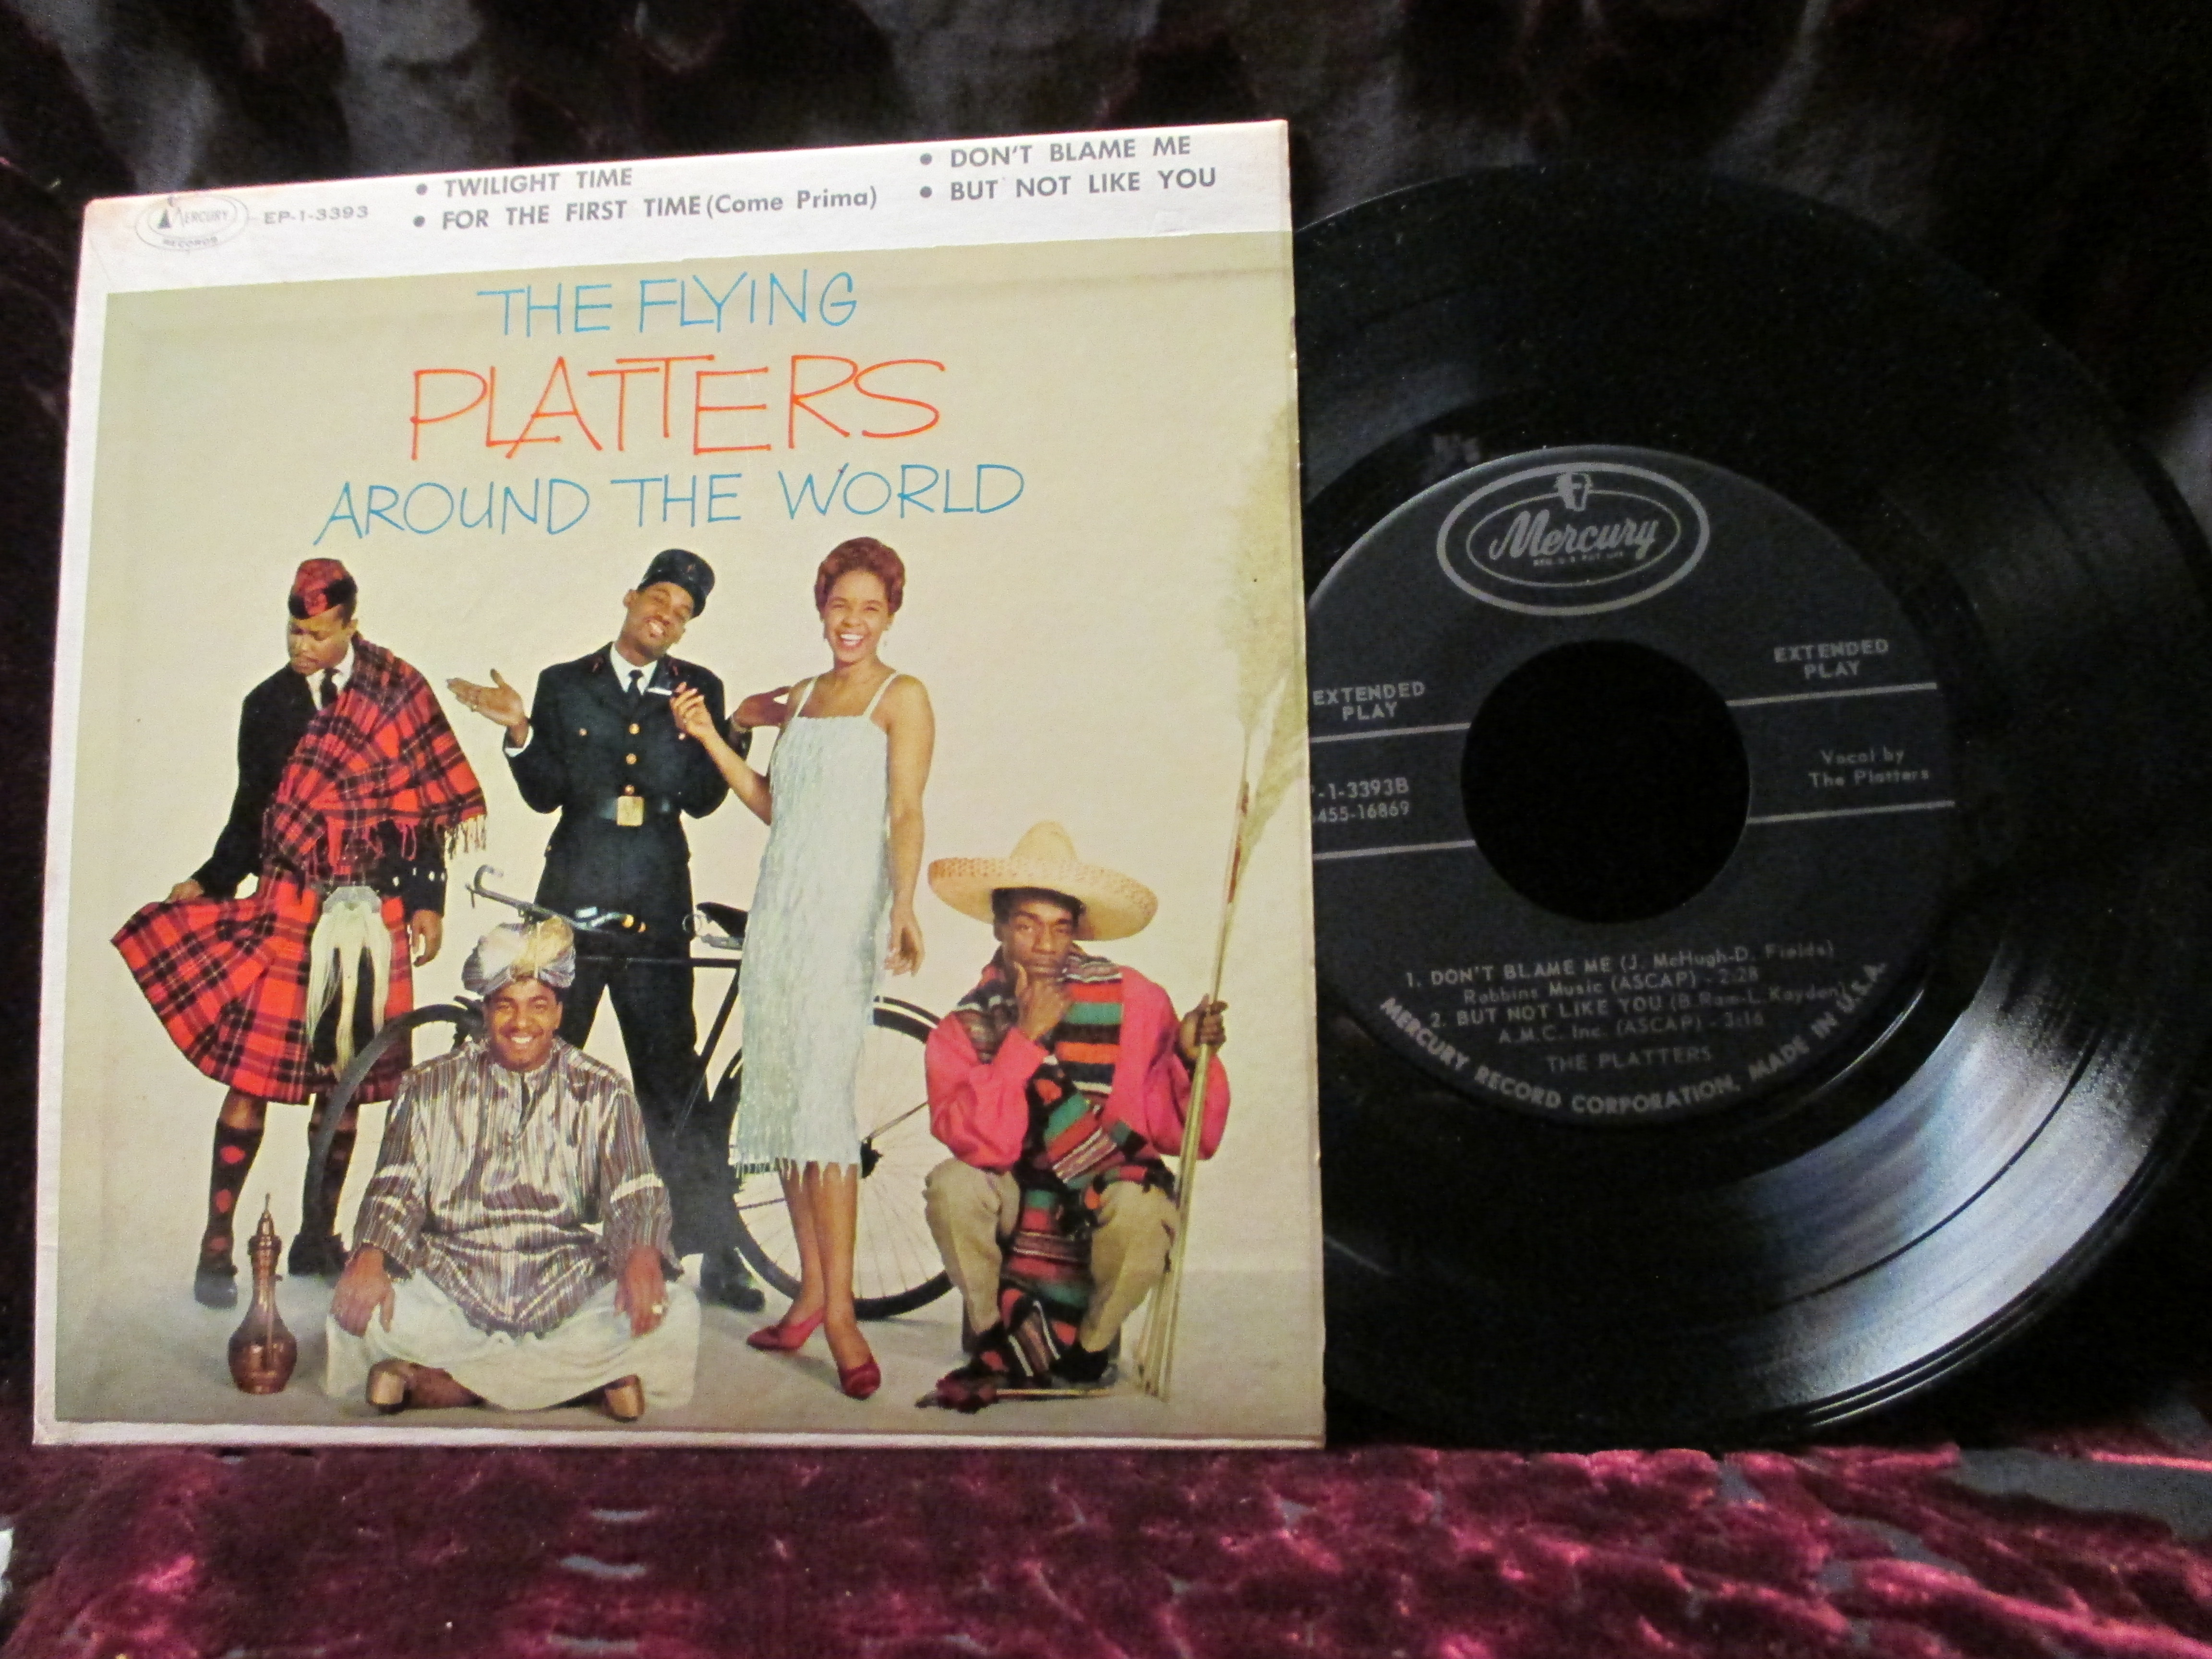 MERCURY
RECORDS
EP-1-3393
• TWILIGHT TIME
• FOR THE FIRST TIME (Come Prima)
• DON'T BLAME ME
• BUT NOT LIKE YOU
THE FLYING
PLATTERS
AROUND THE WORLD
Mercury
EXTENDED
PLAY
EXTENDED
PLAY
-1-3393B
455-16869
Vocal by
The Platters
1. DON'T BLAME ME (J. McHugh-D. Fields)
Robbins Music (ASCAP) - 2:28
2. BUT NOT LIKE YOU (B. Ram-L. Kayden)
A.M.C. Inc. (ASCAP) - 3:16
THE PLATTERS
MERCURY RECORD CORPORATION, MADE IN U.S.A.